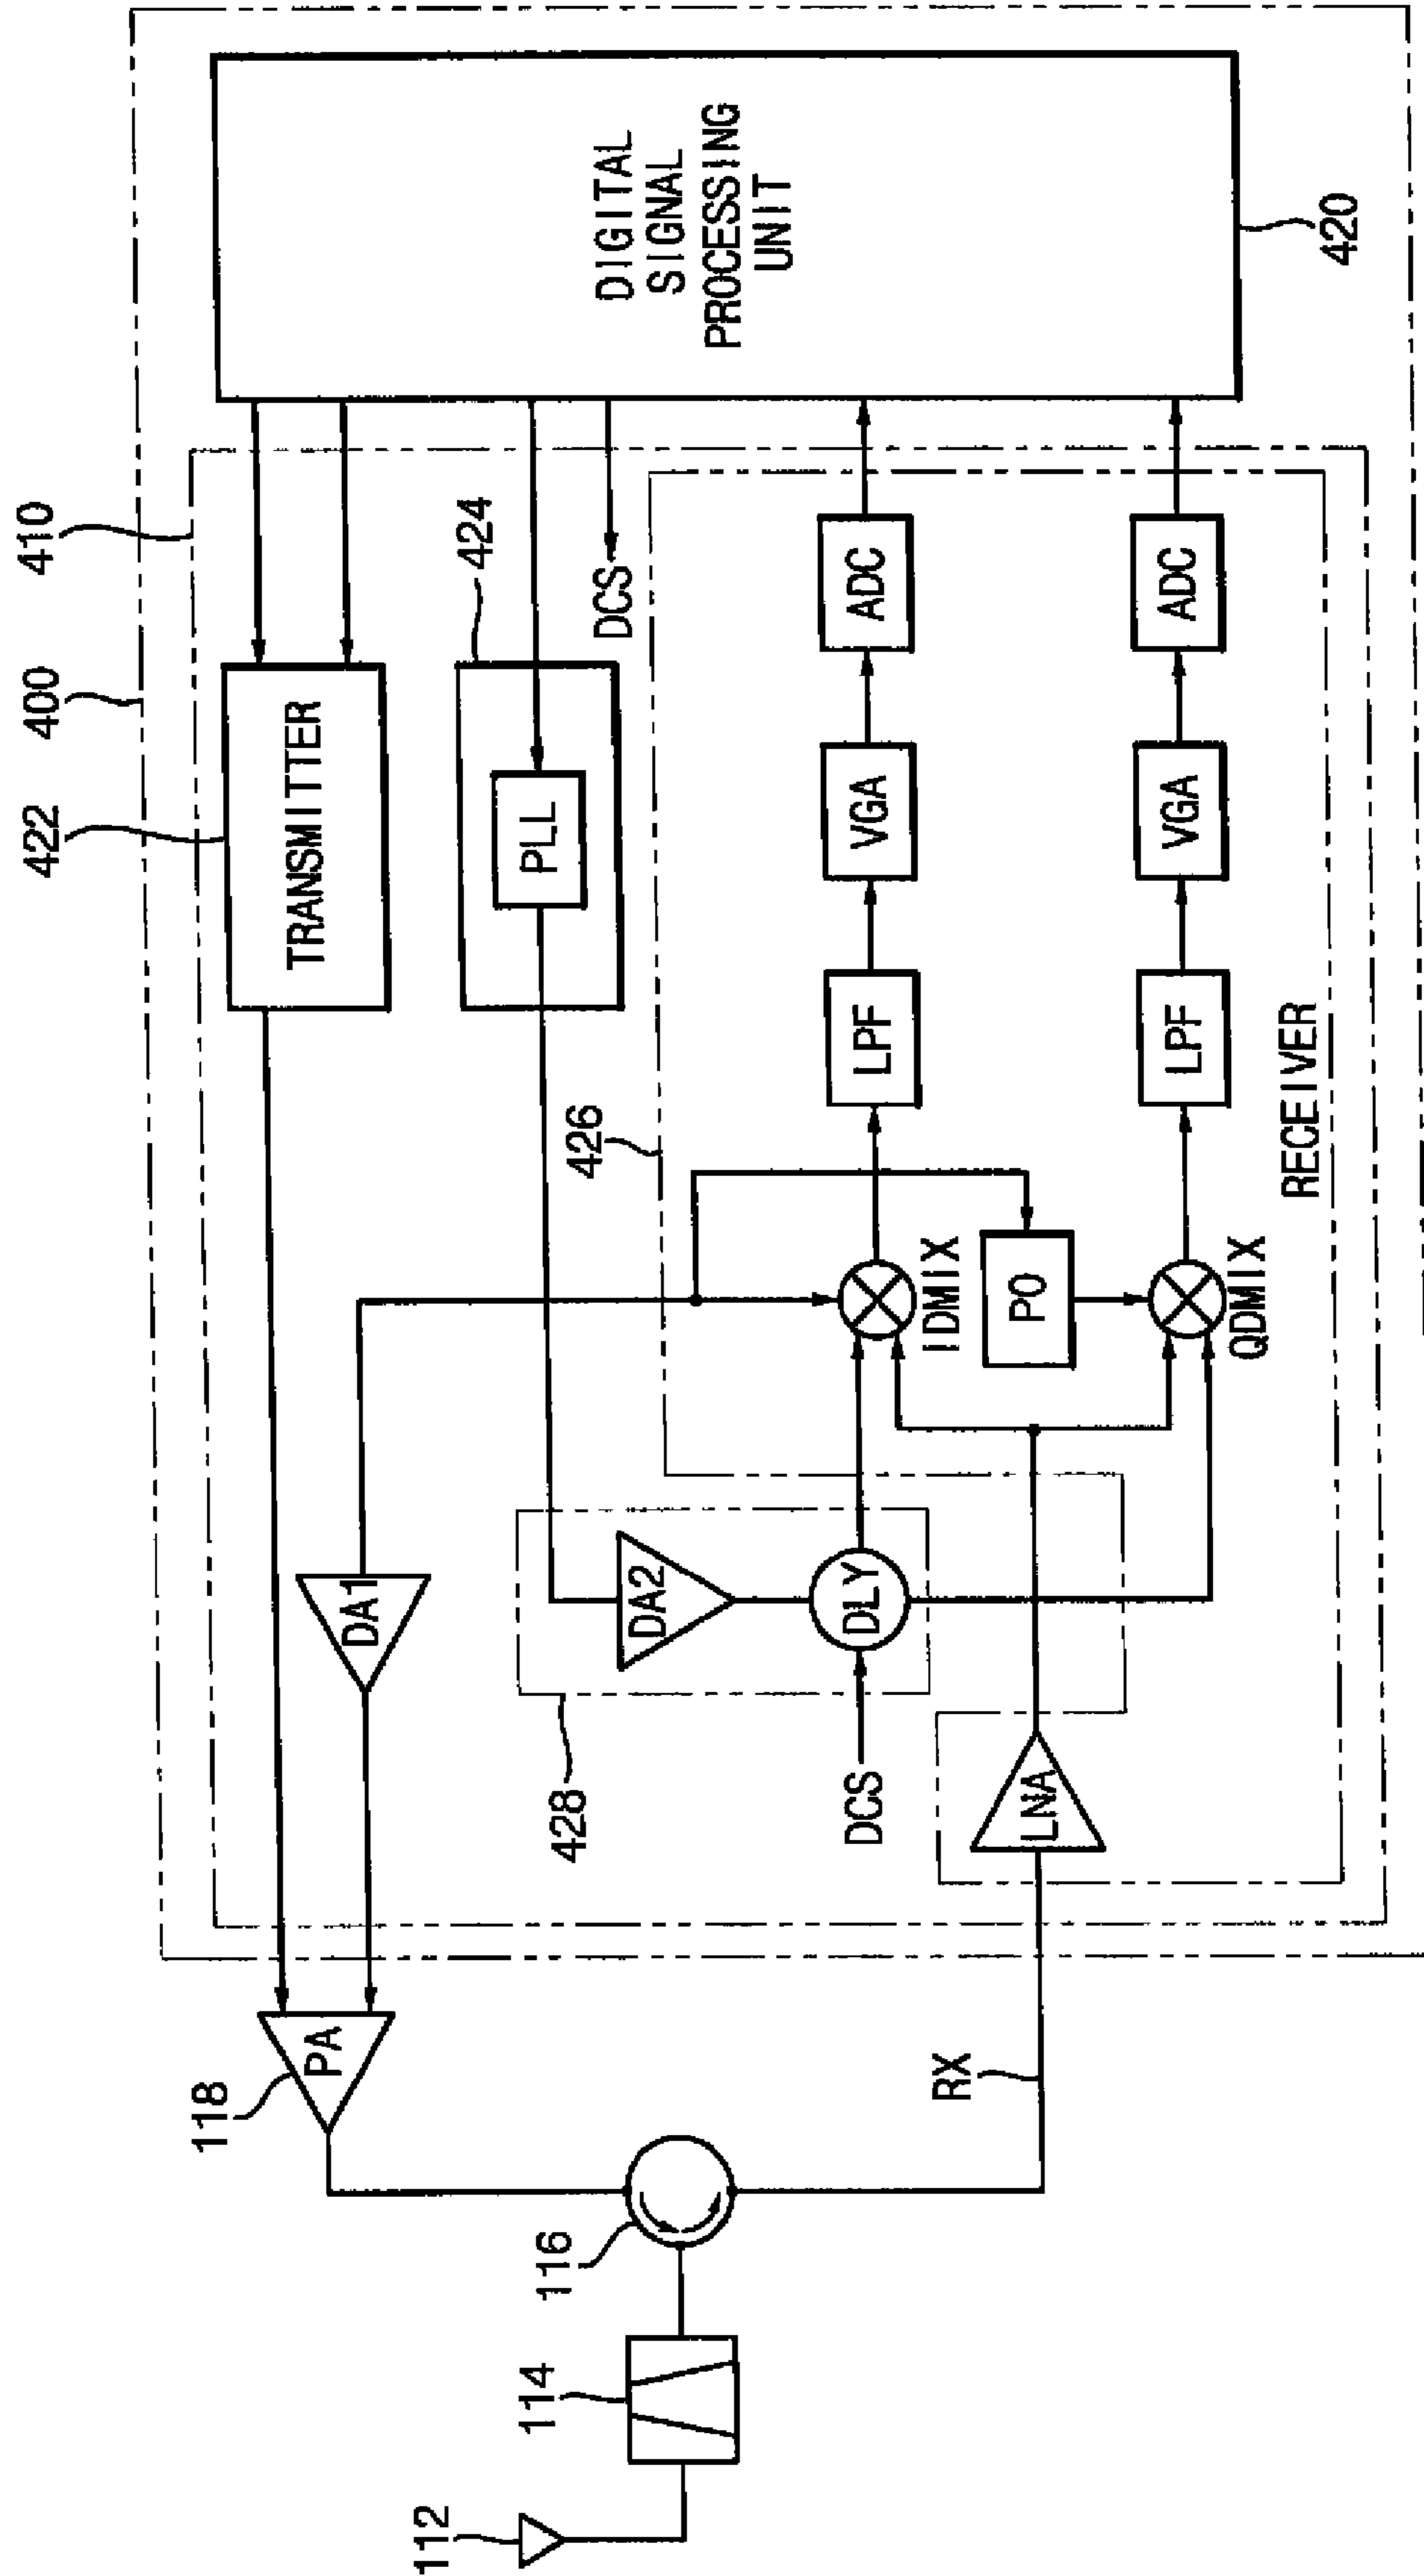 422
400
410
118
TRANSMITTER
PA
DA1
112
424
114
116
PLL
428
426
DCS
DIGITAL
SIGNAL
PROCESSING
UNIT
DA2
DCS
DLY
LPF
VGA
ADC
IDMIX
RX
LNA
PO
LPF
VGA
ADC
QDMIX
RECEIVER
420